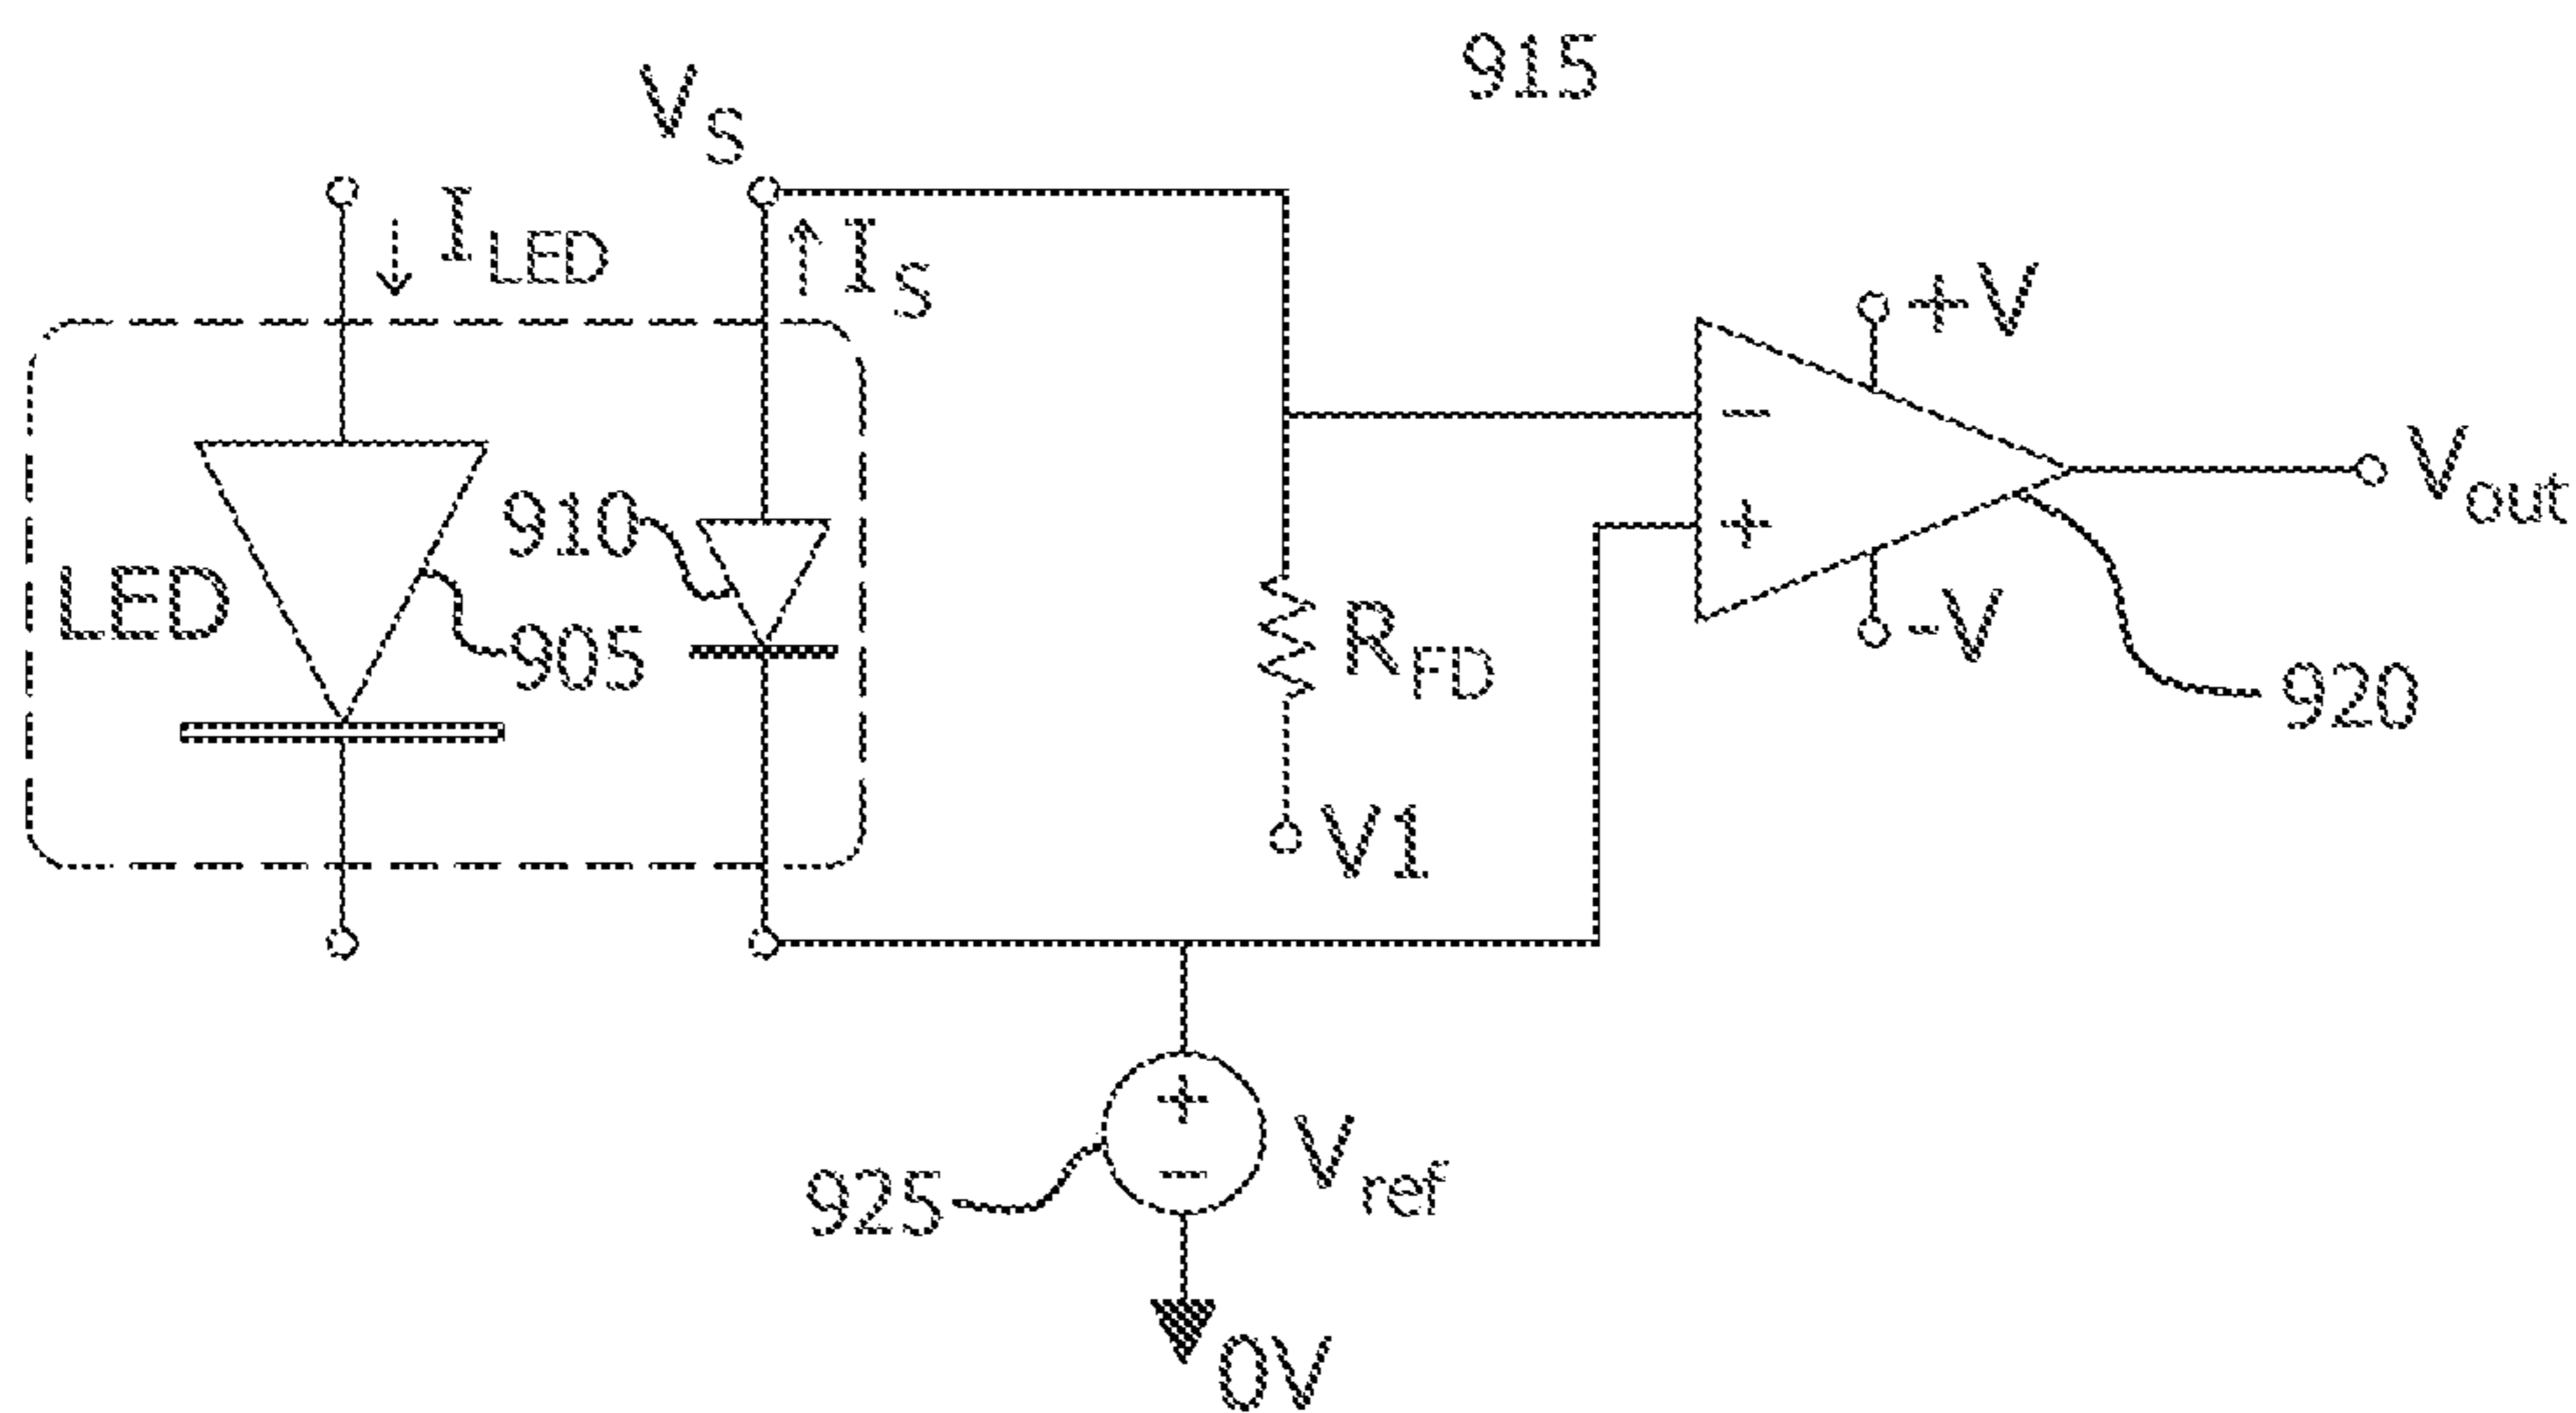 915
V_S
I_LED
I_S
+V
−
910
+
V_out
LED
905
R_FD
-V
920
V1
+
−
V_ref
925
0V